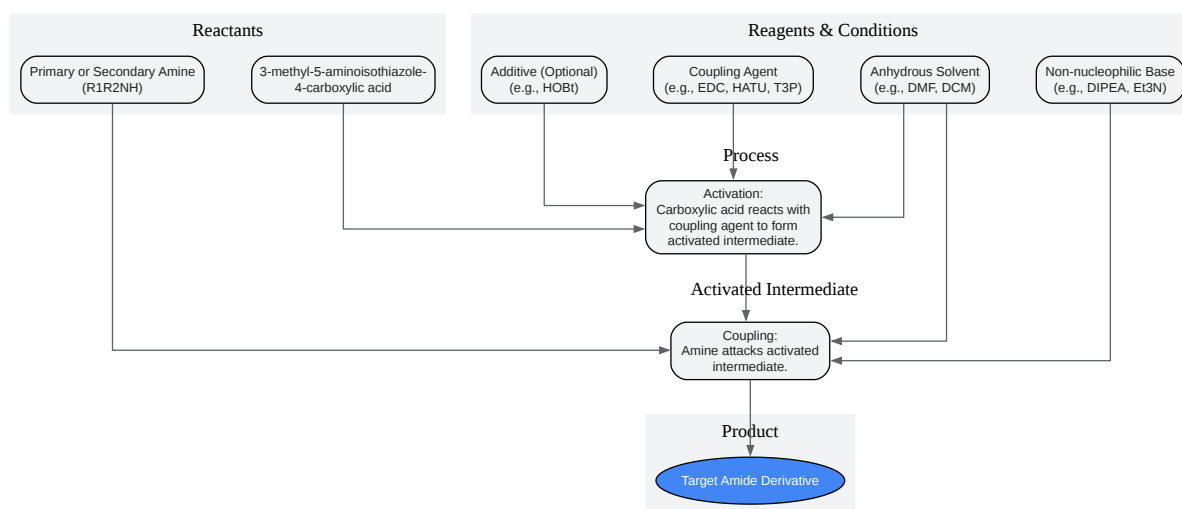 Reactants
Reagents & Conditions
Primary or Secondary Amine
(R1R2NH)
3-methyl-5-aminoisothiazole-
4-carboxylic acid
Additive (Optional)
(e.g., HOBt)
Coupling Agent
(e.g., EDC, HATU, T3P)
Anhydrous Solvent
(e.g., DMF, DCM)
Non-nucleophilic Base
(e.g., DIPEA, Et3N)
Process
Activation:
Carboxylic acid reacts with
coupling agent to form
activated intermediate.
Activated Intermediate
Coupling:
Amine attacks activated
intermediate.
Product
Target Amide Derivative